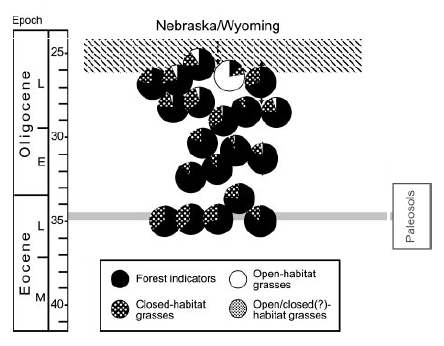 Epoch
Nebraska/Wyoming
Oligocene
L
E
Eocene
L
M
25
30
35
40
Paleosols
Forest indicators
Open-habitat
grasses
Closed-habitat
grasses
Open/closed(?)-
habitat grasses